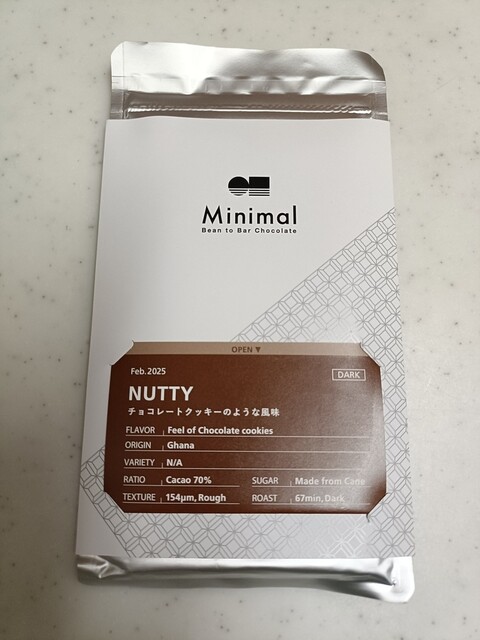 Minimal
Bean to Bar Chocolate
OPEN ▼
Feb.2025 DARK
NUTTY
チョコレートクッキーのような風味
FLAVOR Feel of Chocolate cookies
ORIGIN Ghana
VARIETY N/A
RATIO Cacao 70% SUGAR Made from Cane
TEXTURE 154μm, Rough ROAST 67min, Dark